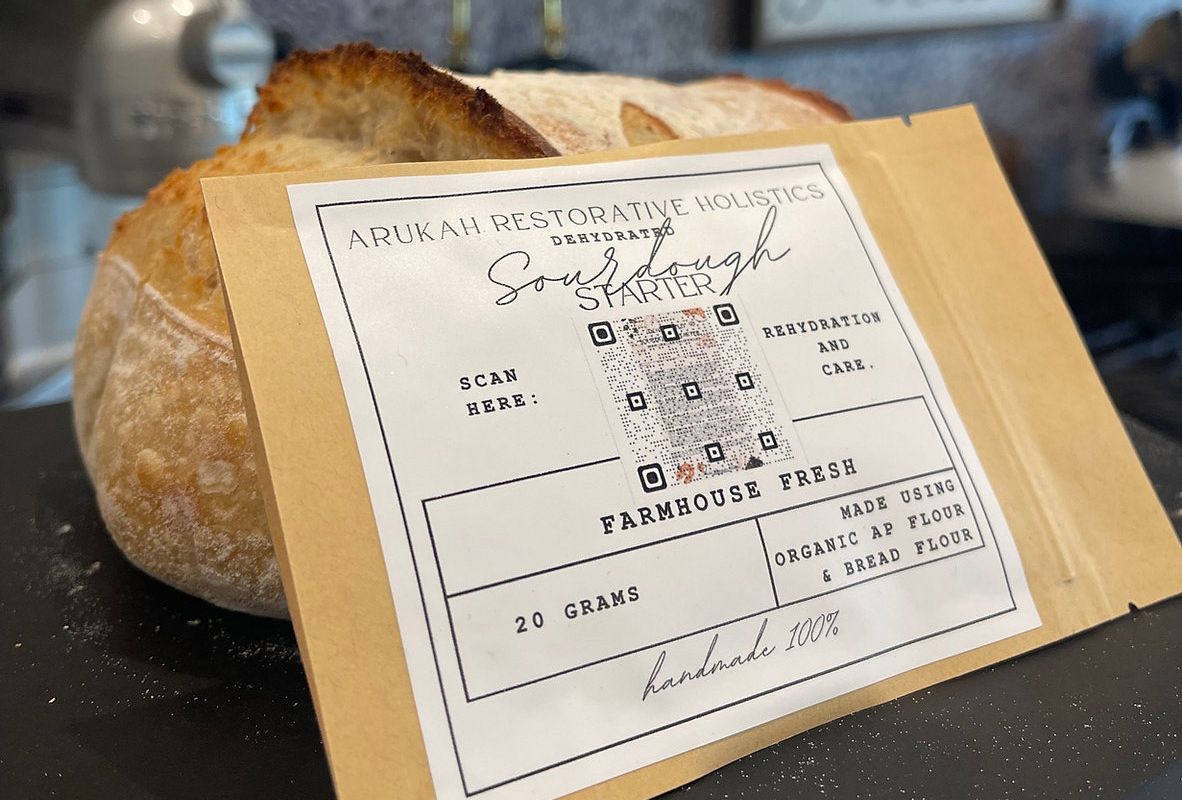 ARUKAH RESTORATIVE HOLISTICS
DEHYDRATED
Sourdough
STARTER
SCAN
HERE:
REHYDRATION
AND
CARE.
FARMHOUSE FRESH
20 GRAMS
MADE USING
ORGANIC AP FLOUR
& BREAD FLOUR
handmade 100%